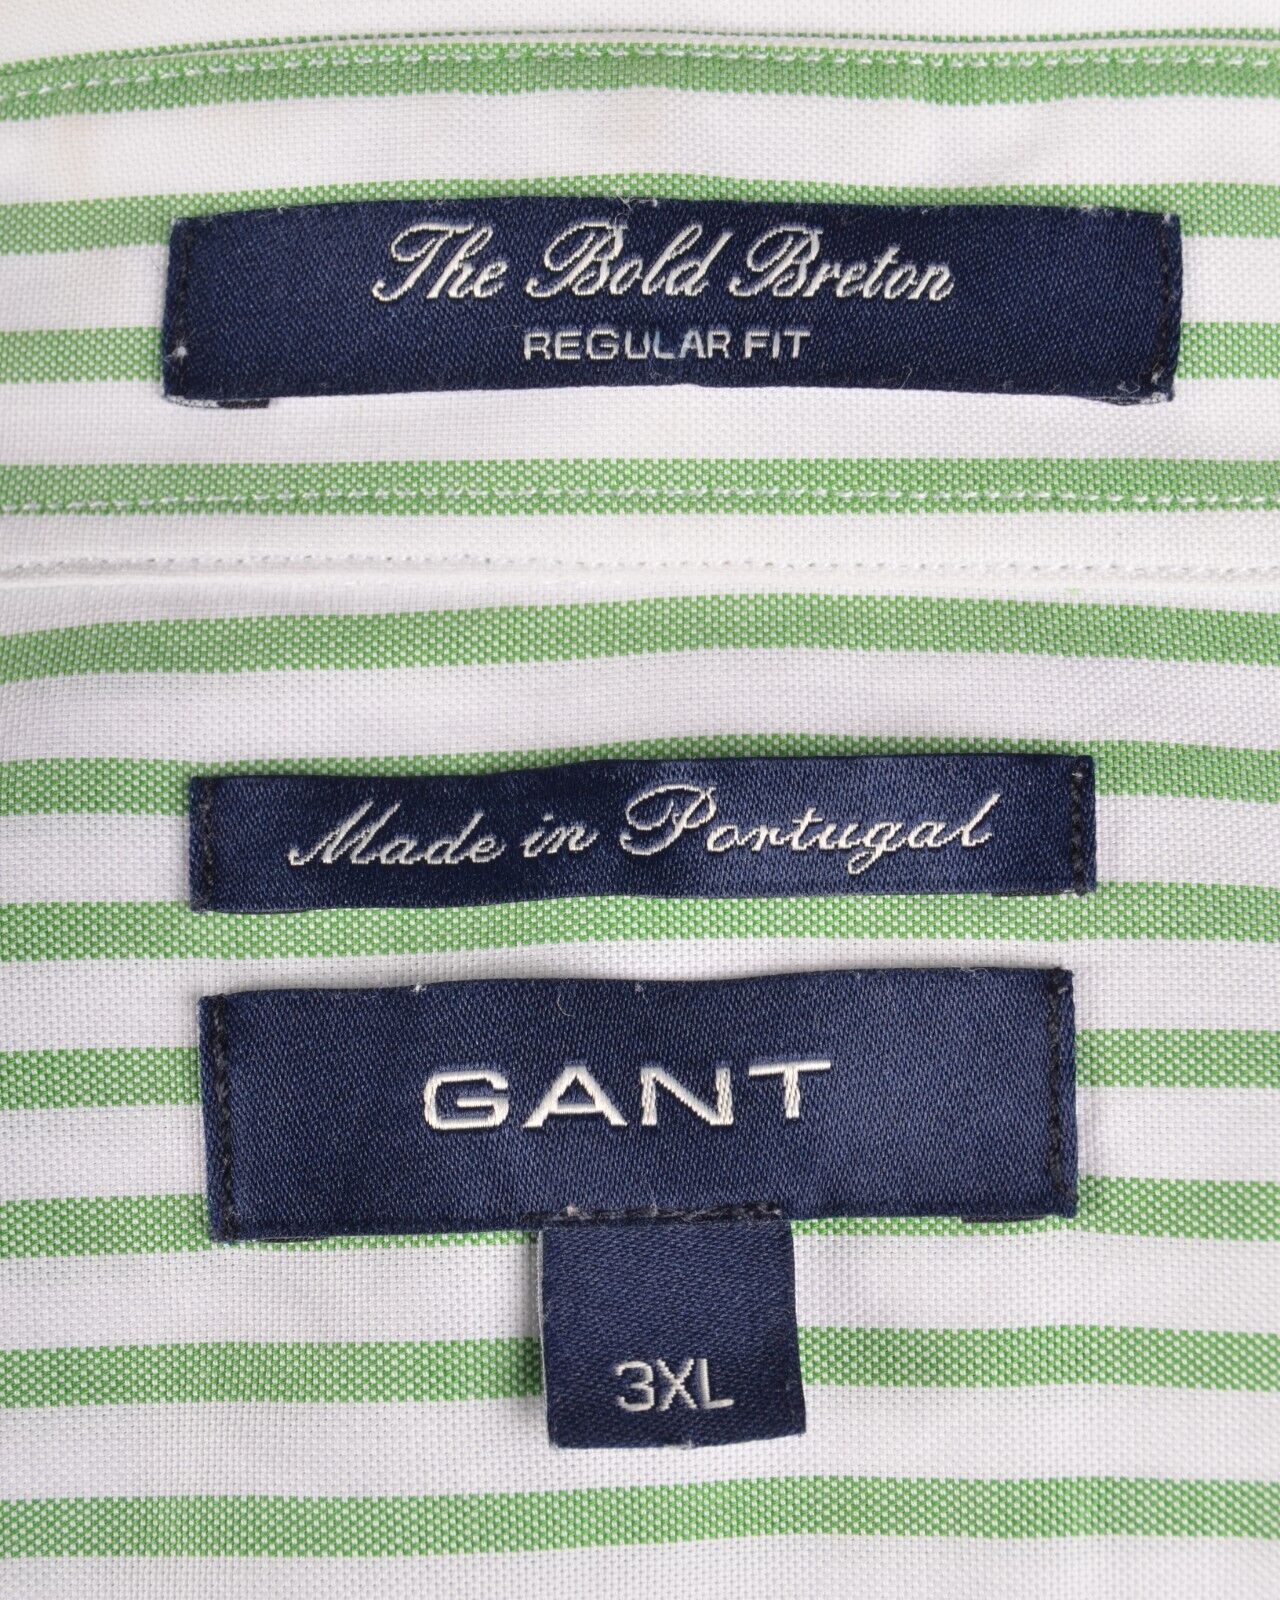 The Bold Breton
REGULAR FIT
Made in Portugal
GANT
3XL